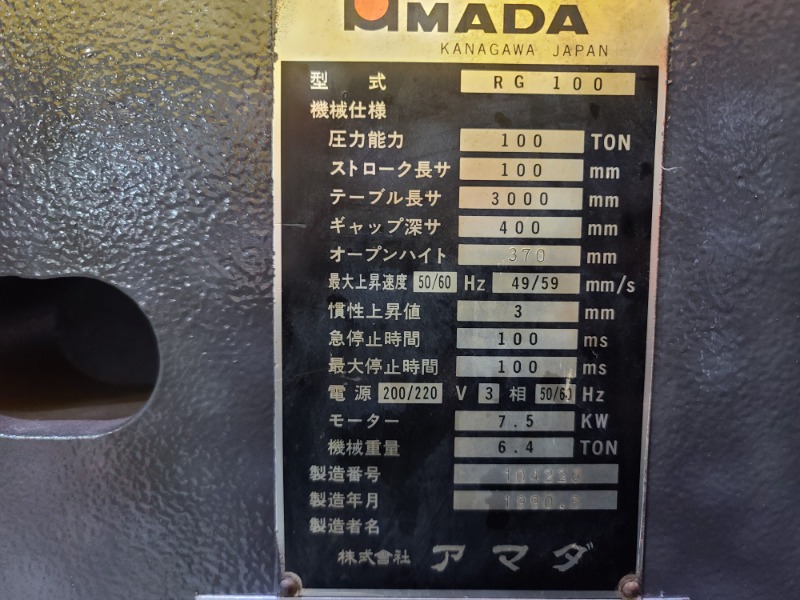 AMADA
KANAGAWA JAPAN
型式 RG 100
機械仕様
圧力能力 100 TON
ストローク長サ 100 mm
テーブル長サ 3000 mm
ギャップ深サ 400 mm
オープンハイト 370 mm
最大上昇速度 50/60 Hz 49/59 mm/s
慣性上昇値 3 mm
急停止時間 100 ms
最大停止時間 100 ms
電源 200/220 V 3 相 50/60 Hz
モーター 7.5 KW
機械重量 6.4 TON
製造番号
製造年月
製造者名
株式会社 アマダ